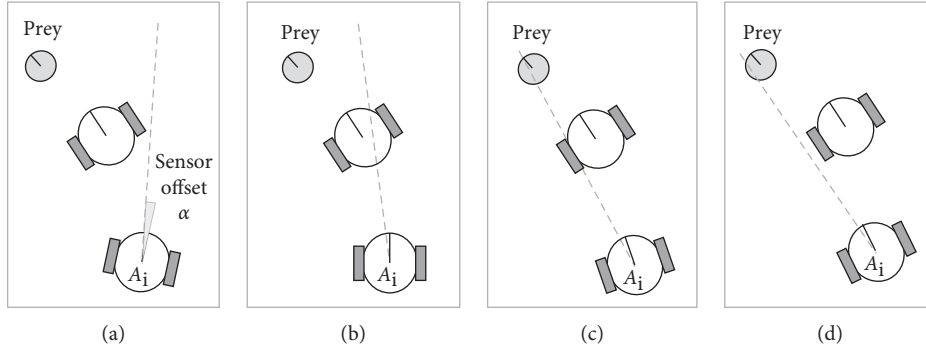 Prey
Sensor
offset
α
Ai
(a)
Prey
Ai
(b)
Prey
Ai
(c)
Prey
Ai
(d)